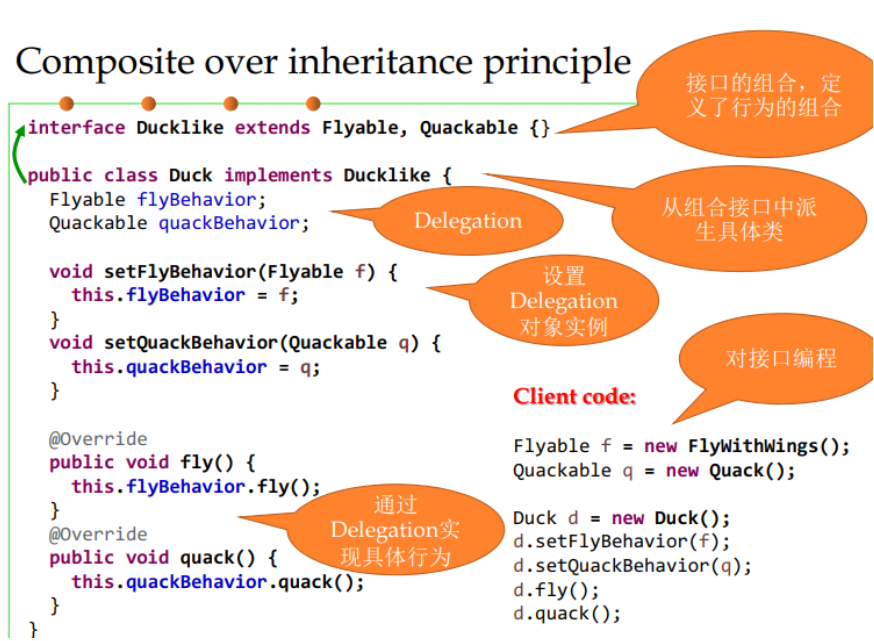 Composite over inheritance principle
接口的组合，定
义了行为的组合
interface Ducklike extends Flyable, Quackable {}
public class Duck implements Ducklike {
Flyable flyBehavior;
Quackable quackBehavior;
Delegation
从组合接口中派
生具体类
void setFlyBehavior(Flyable f) {
this.flyBehavior = f;
}
void setQuackBehavior(Quackable q) {
this.quackBehavior = q;
}
设置
Delegation
对象实例
@Override
public void fly() {
this.flyBehavior.fly();
}
@Override
public void quack() {
this.quackBehavior.quack();
}
}
通过
Delegation实
现具体行为
对接口编程
Client code:
Flyable f = new FlyWithWings();
Quackable q = new Quack();
Duck d = new Duck();
d.setFlyBehavior(f);
d.setQuackBehavior(q);
d.fly();
d.quack();